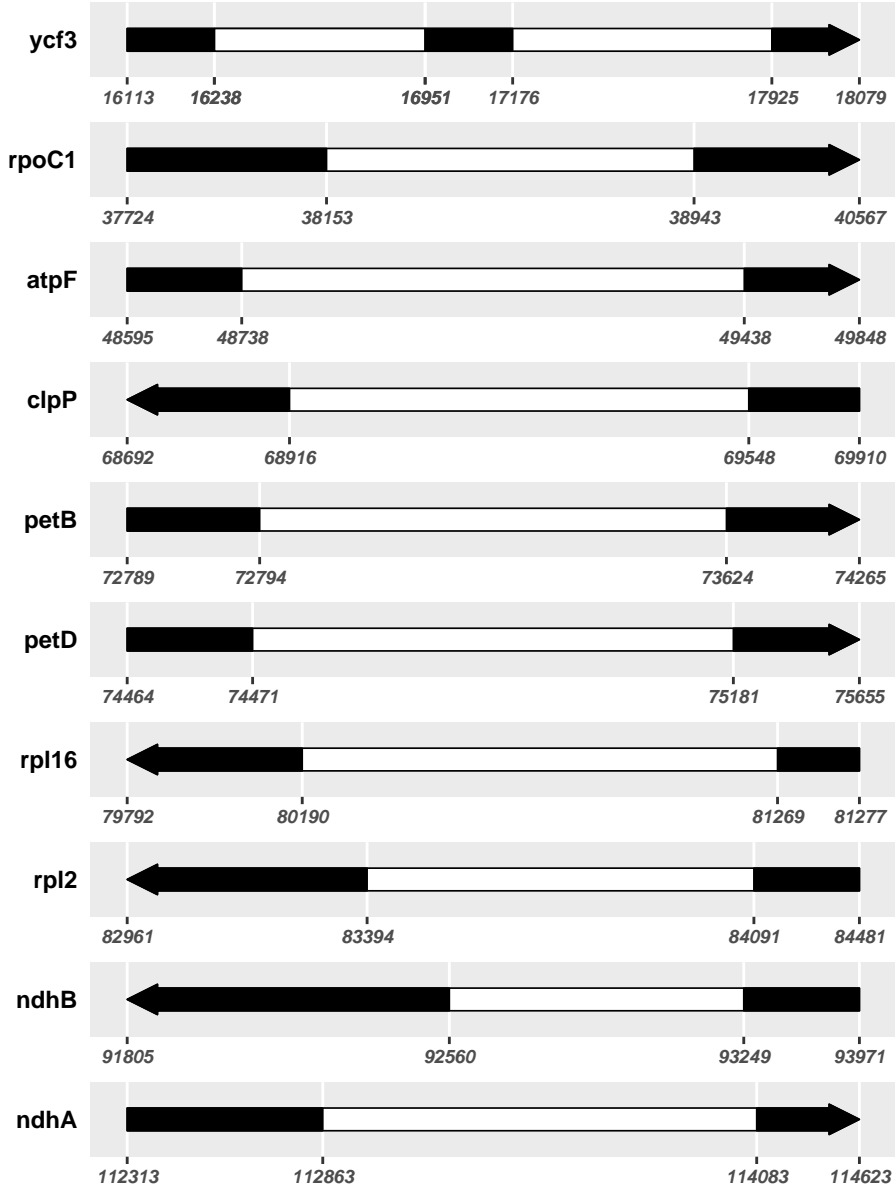 ycf3
16113 16238 16951 17176 17925 18079
rpoC1
37724 38153 38943 40567
atpF
48595 48738 49438 49848
clpP
68692 68916 69548 69910
petB
72789 72794 73624 74265
petD
74464 74471 75181 75655
rpl16
79792 80190 81269 81277
rpl2
82961 83394 84091 84481
ndhB
91805 92560 93249 93971
ndhA
112313 112863 114083 114623